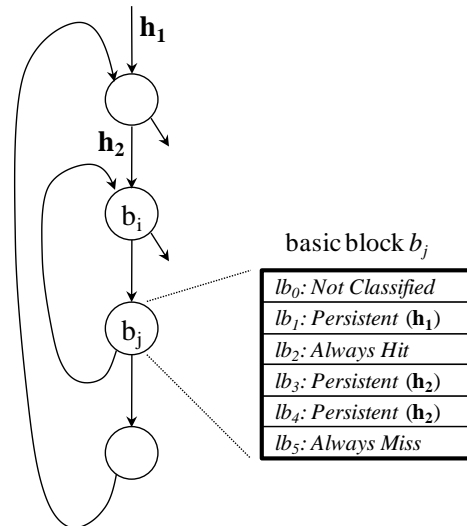 h₁
h₂
bᵢ
bⱼ
basic block bⱼ
lb₀: Not Classified
lb₁: Persistent (h₁)
lb₂: Always Hit
lb₃: Persistent (h₂)
lb₄: Persistent (h₂)
lb₅: Always Miss